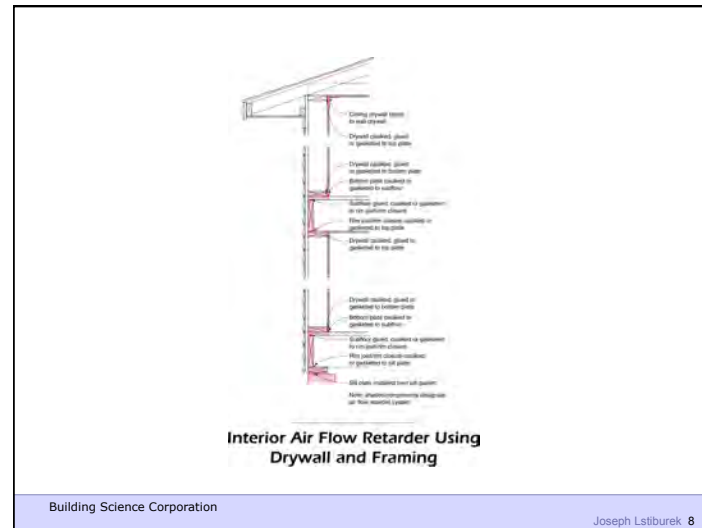 Ceiling drywall taped
to wall drywall
Drywall caulked, glued
or gasketed to top plate
Drywall caulked, glued
or gasketed to bottom plate
Bottom plate caulked or
gasketed to subfloor
Subfloor glued, caulked or gasketed
to rim joist/rim closure
Rim joist/rim closure caulked or
gasketed to top plate
Drywall caulked, glued or
gasketed to top plate
Drywall caulked, glued or
gasketed to bottom plate
Bottom plate caulked or
gasketed to subfloor
Subfloor glued, caulked or gasketed
to rim joist/rim closure
Rim joist/rim closure caulked
or gasketed to sill plate
Sill plate installed over sill gasket
Note: shaded components designate
air flow retarder system
Interior Air Flow Retarder Using
Drywall and Framing
Building Science Corporation
Joseph Lstiburek 8